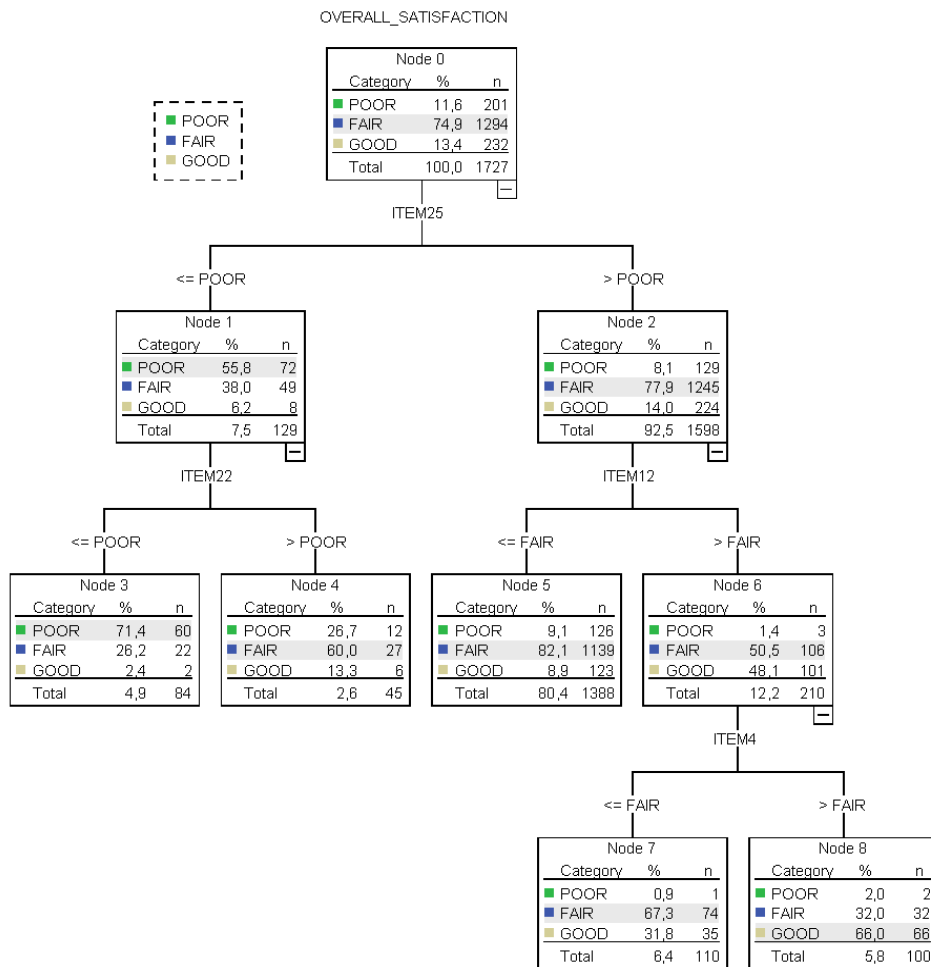 OVERALL_SATISFACTION
POOR
FAIR
GOOD
Node 0
Category % n
POOR 11,6 201
FAIR 74,9 1294
GOOD 13,4 232
Total 100,0 1727
ITEM25
<= POOR
> POOR
Node 1
Category % n
POOR 55,8 72
FAIR 38,0 49
GOOD 6,2 8
Total 7,5 129
Node 2
Category % n
POOR 8,1 129
FAIR 77,9 1245
GOOD 14,0 224
Total 92,5 1598
ITEM22
<= POOR
> POOR
ITEM12
<= FAIR
> FAIR
Node 3
Category % n
POOR 71,4 60
FAIR 26,2 22
GOOD 2,4 2
Total 4,9 84
Node 4
Category % n
POOR 26,7 12
FAIR 60,0 27
GOOD 13,3 6
Total 2,6 45
Node 5
Category % n
POOR 9,1 126
FAIR 82,1 1139
GOOD 8,9 123
Total 80,4 1388
Node 6
Category % n
POOR 1,4 3
FAIR 50,5 106
GOOD 48,1 101
Total 12,2 210
ITEM4
<= FAIR
> FAIR
Node 7
Category % n
POOR 0,9 1
FAIR 67,3 74
GOOD 31,8 35
Total 6,4 110
Node 8
Category % n
POOR 2,0 2
FAIR 32,0 32
GOOD 66,0 66
Total 5,8 100